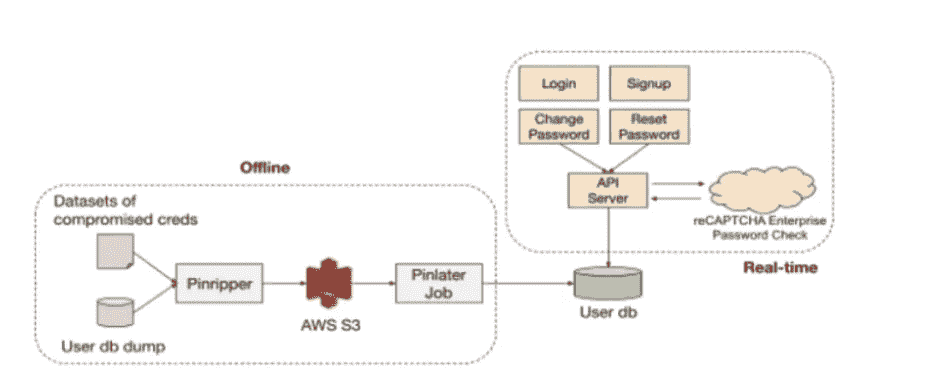 Login
Signup
Change
Password
Reset
Password
Offline
API
Server
Datasets of
compromised creds
reCAPTCHA Enterprise
Password Check
Real-time
Pinripper
Pinlater
Job
AWS S3
User db
User db dump